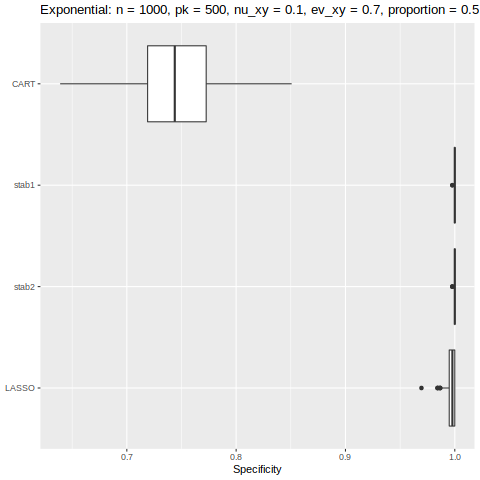 Exponential: n = 1000, pk = 500, nu_xy = 0.1, ev_xy = 0.7, proportion = 0.5
CART
stab1
stab2
LASSO
0.7 0.8 0.9 1.0
Specificity